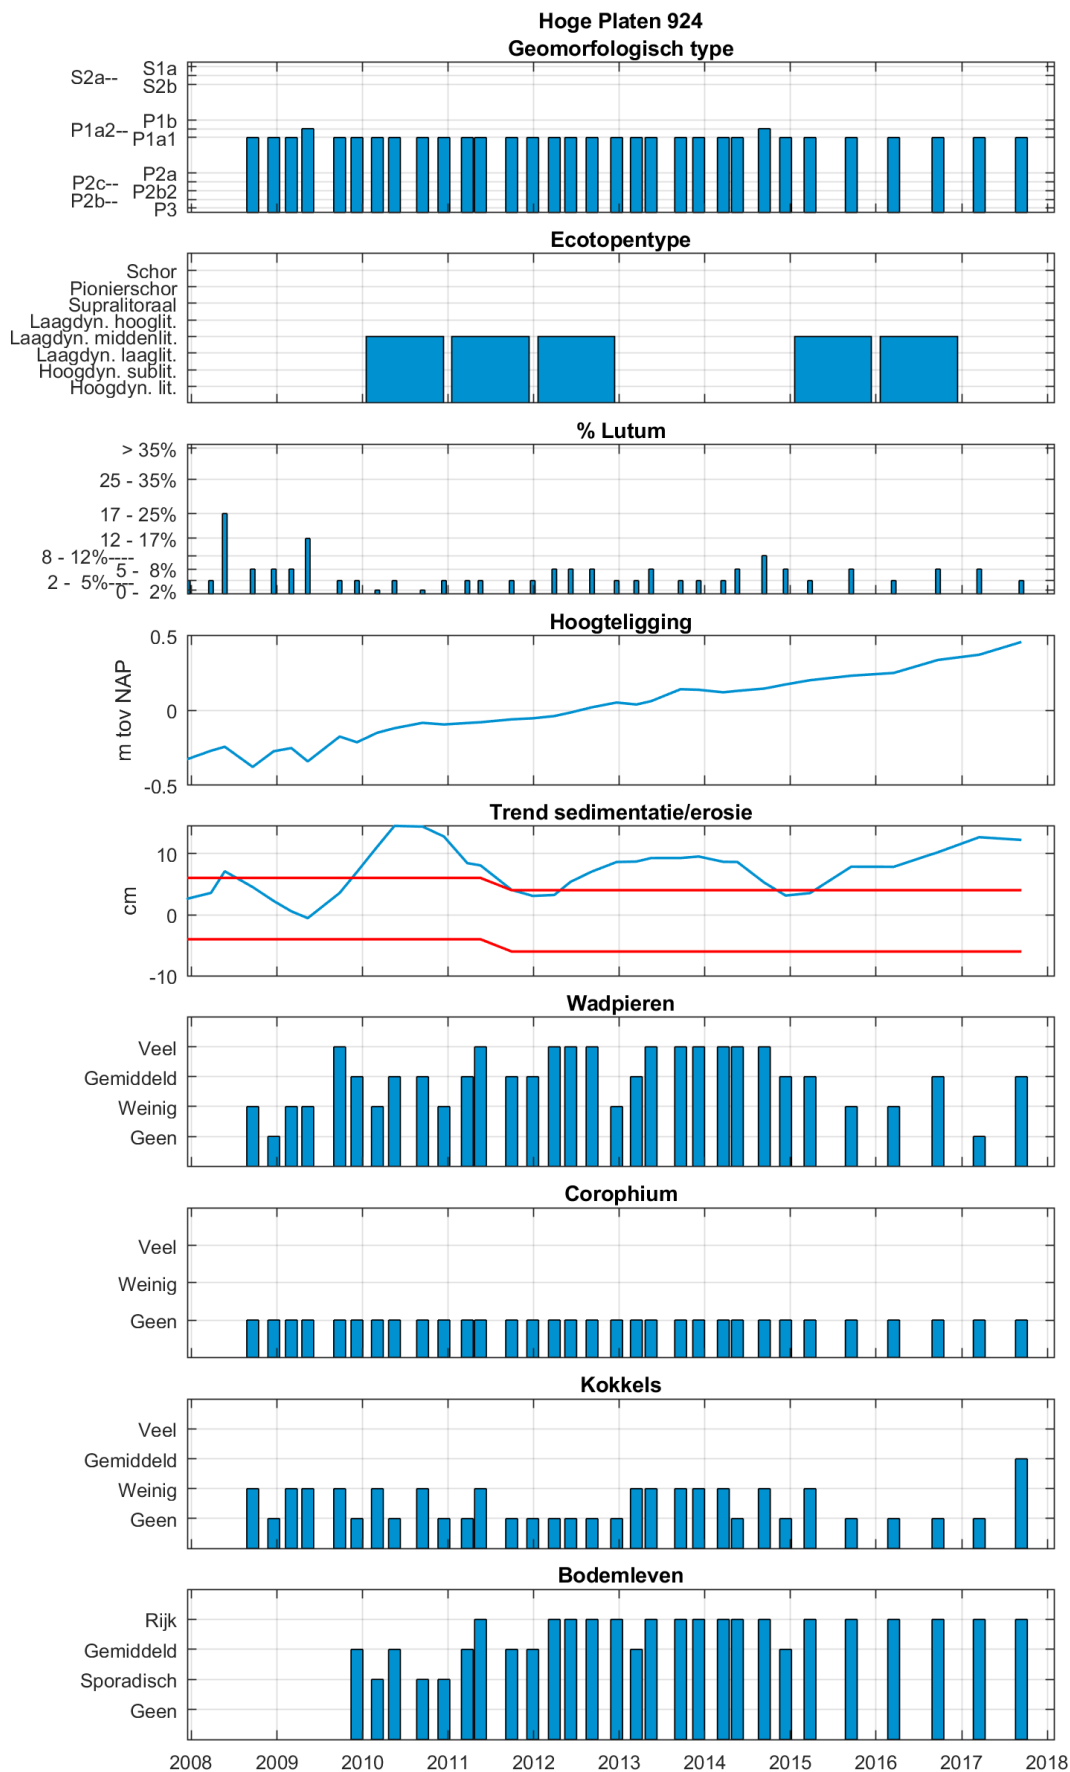 Hoge Platen 924
Geomorfologisch type
S1a
S2a--
S2b
P1b
P1a2--
P1a1
P2a
P2c--
P2b2
P2b--
P3
Ecotopentype
Schor
Pionierschor
Supralitoraal
Laagdyn. hooglit.
Laagdyn. middenlit.
Laagdyn. laaglit.
Hoogdyn. sublit.
Hoogdyn. lit.
% Lutum
> 35%
25 - 35%
17 - 25%
12 - 17%
8 - 12%----
5 - 8%
2 - 5%----
0 - 2%
Hoogteligging
m tov NAP
0.5
0
-0.5
Trend sedimentatie/erosie
cm
10
0
-10
Wadpieren
Veel
Gemiddeld
Weinig
Geen
Corophium
Veel
Weinig
Geen
Kokkels
Veel
Gemiddeld
Weinig
Geen
Bodemleven
Rijk
Gemiddeld
Sporadisch
Geen
2008 2009 2010 2011 2012 2013 2014 2015 2016 2017 2018